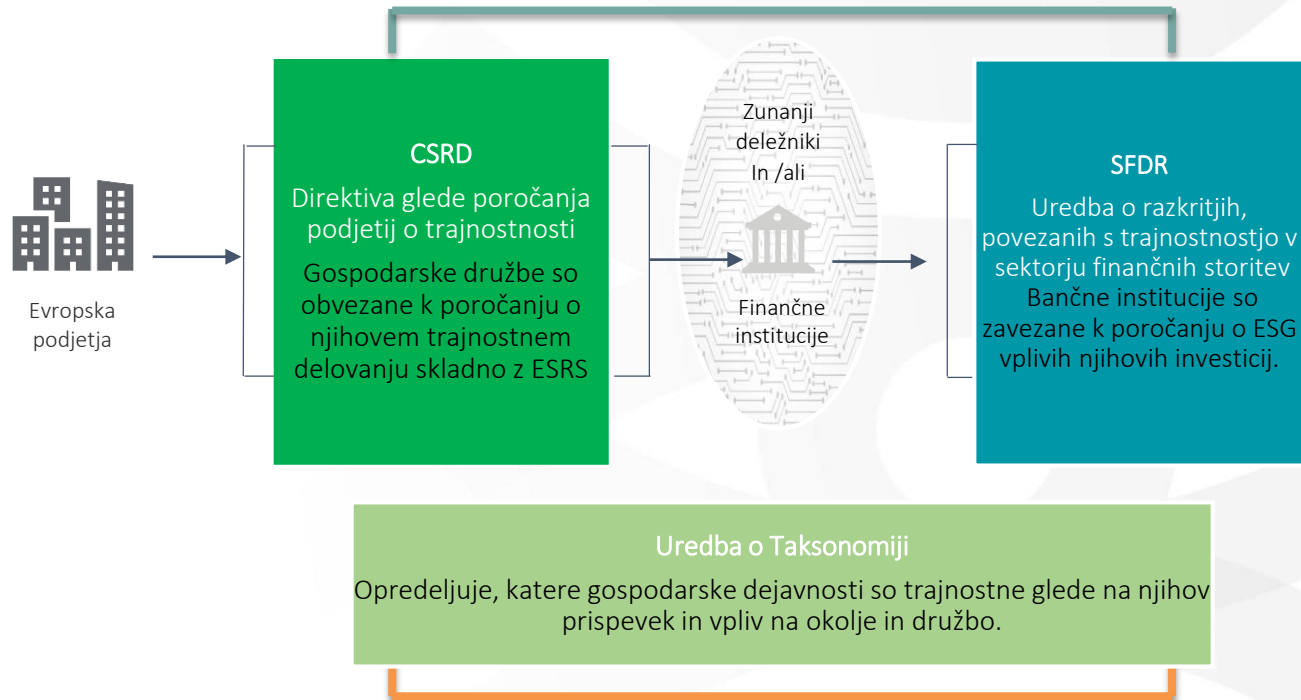 Evropska
podjetja
CSRD
Direktiva glede poročanja
podjetij o trajnostnosti
Gospodarske družbe so
obvezane k poročanju o
njihovem trajnostnem
delovanju skladno z ESRS
Zunanji
deležniki
In /ali
Finančne
institucije
SFDR
Uredba o razkritjih,
povezanih s trajnostnostjo v
sektorju finančnih storitev
Bančne institucije so
zavezane k poročanju o ESG
vplivih njihovih investicij.
Uredba o Taksonomiji
Opredeljuje, katere gospodarske dejavnosti so trajnostne glede na njihov
prispevek in vpliv na okolje in družbo.